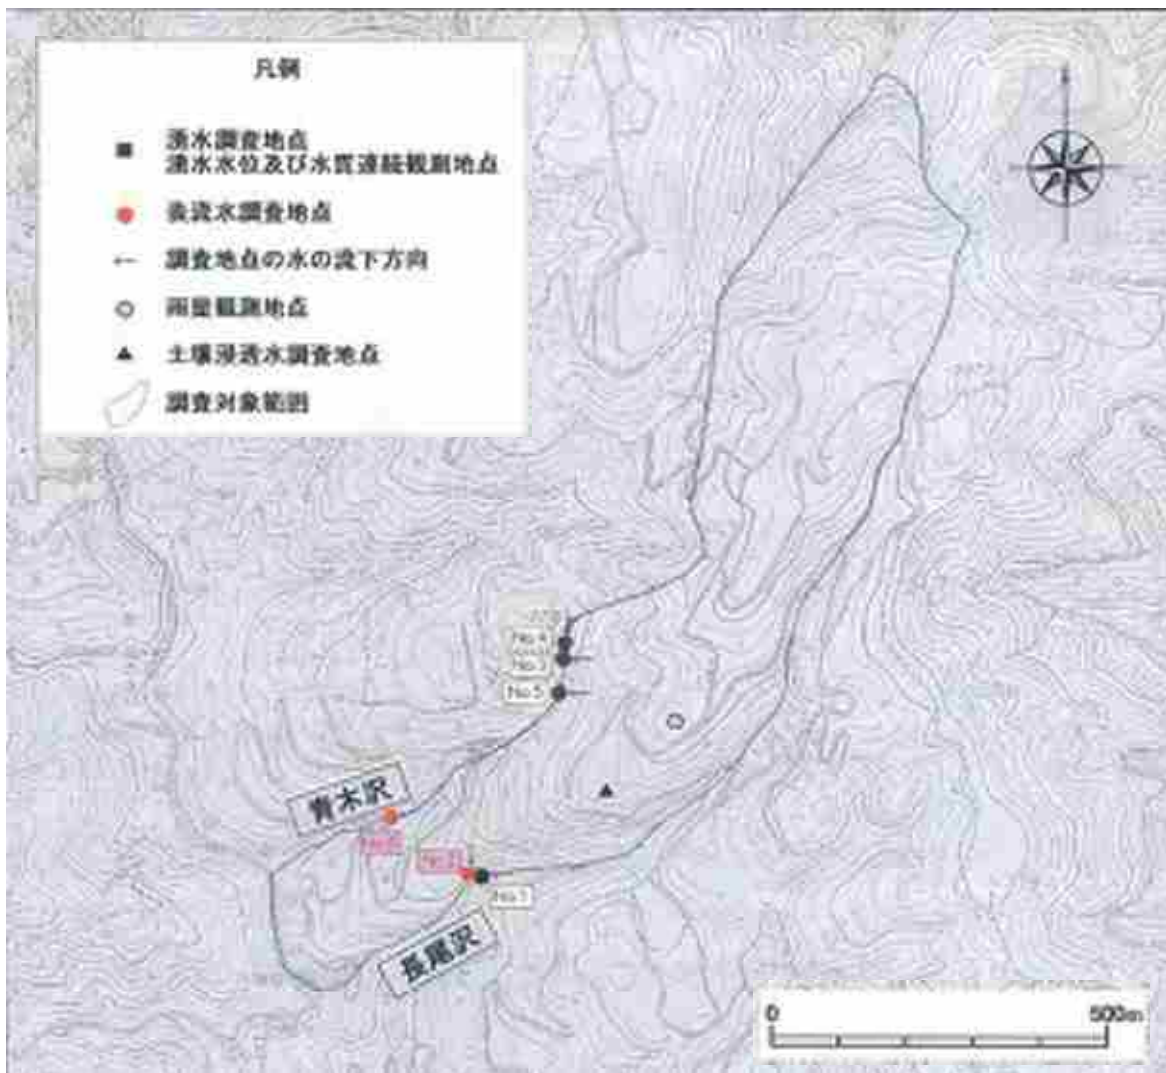 凡例
湧水調査地点
湧水水位及び水質連続観測地点
表流水調査地点
調査地点の水の流下方向
雨量観測地点
土壌浸透水調査地点
調査対象範囲
No.4
No.3
No.5
青木沢
No.1
長尾沢
0
500m